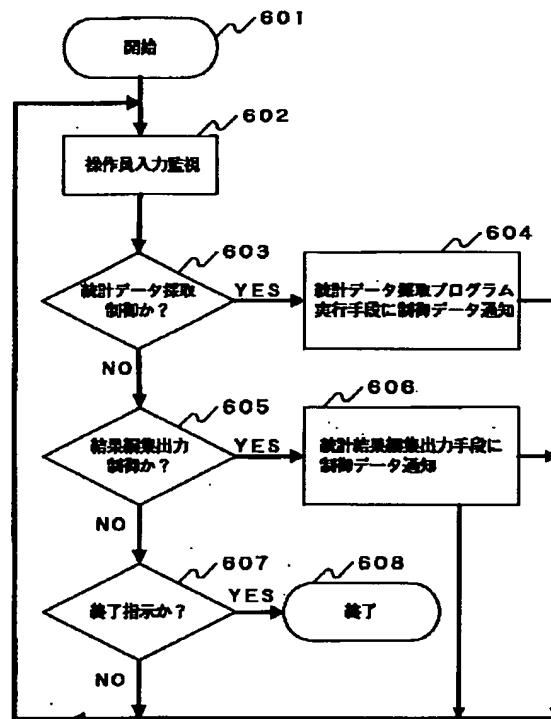 601
開始
602
操作員入力監視
603
統計データ採取
制御か?
YES
604
統計データ採取プログラム
実行手段に制御データ通知
NO
605
結果編集出力
制御か?
YES
606
統計結果編集出力手段に
制御データ通知
NO
607
終了指示か?
YES
608
終了
NO